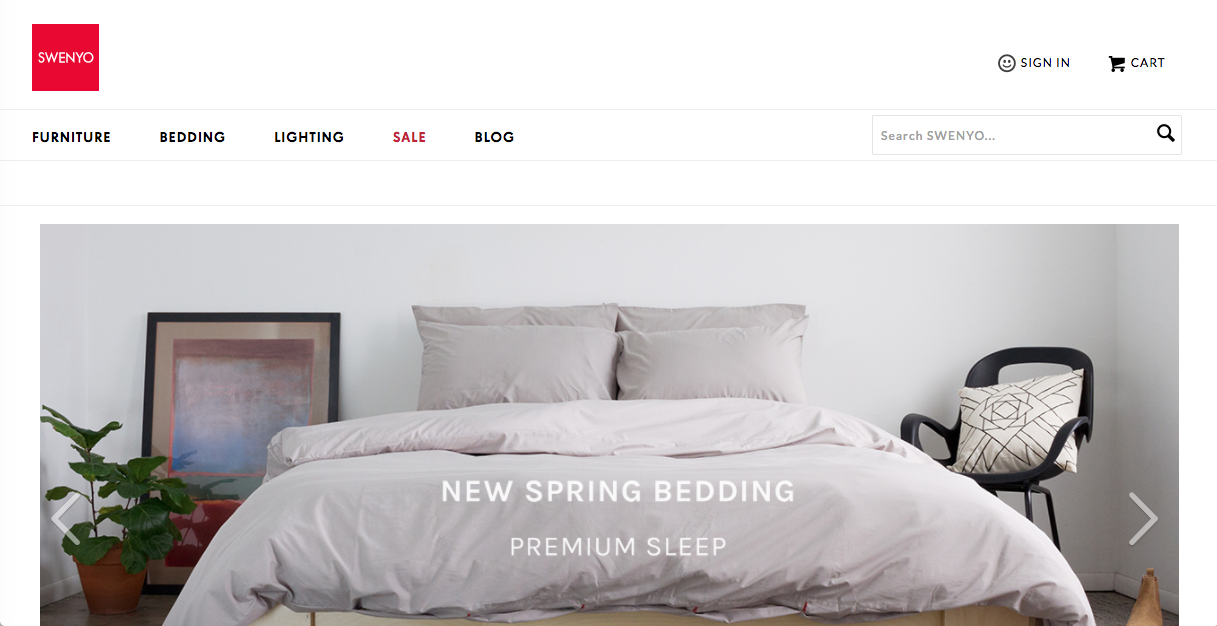 SWENYO
SIGN IN
CART
FURNITURE
BEDDING
LIGHTING
SALE
BLOG
Search SWENYO...
NEW SPRING BEDDING
PREMIUM SLEEP